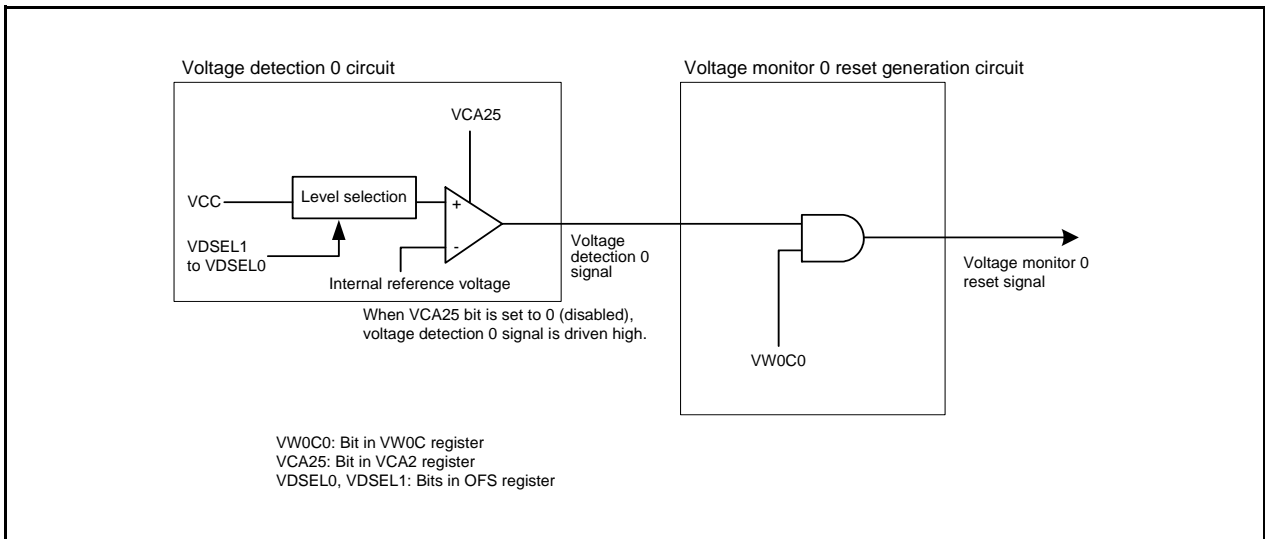 Voltage detection 0 circuit
Voltage monitor 0 reset generation circuit
VCA25
VCC
Level selection
+
-
VDSEL1
to VDSEL0
Internal reference voltage
Voltage
detection 0
signal
When VCA25 bit is set to 0 (disabled),
voltage detection 0 signal is driven high.
VW0C0
Voltage monitor 0
reset signal
VW0C0: Bit in VW0C register
VCA25: Bit in VCA2 register
VDSEL0, VDSEL1: Bits in OFS register